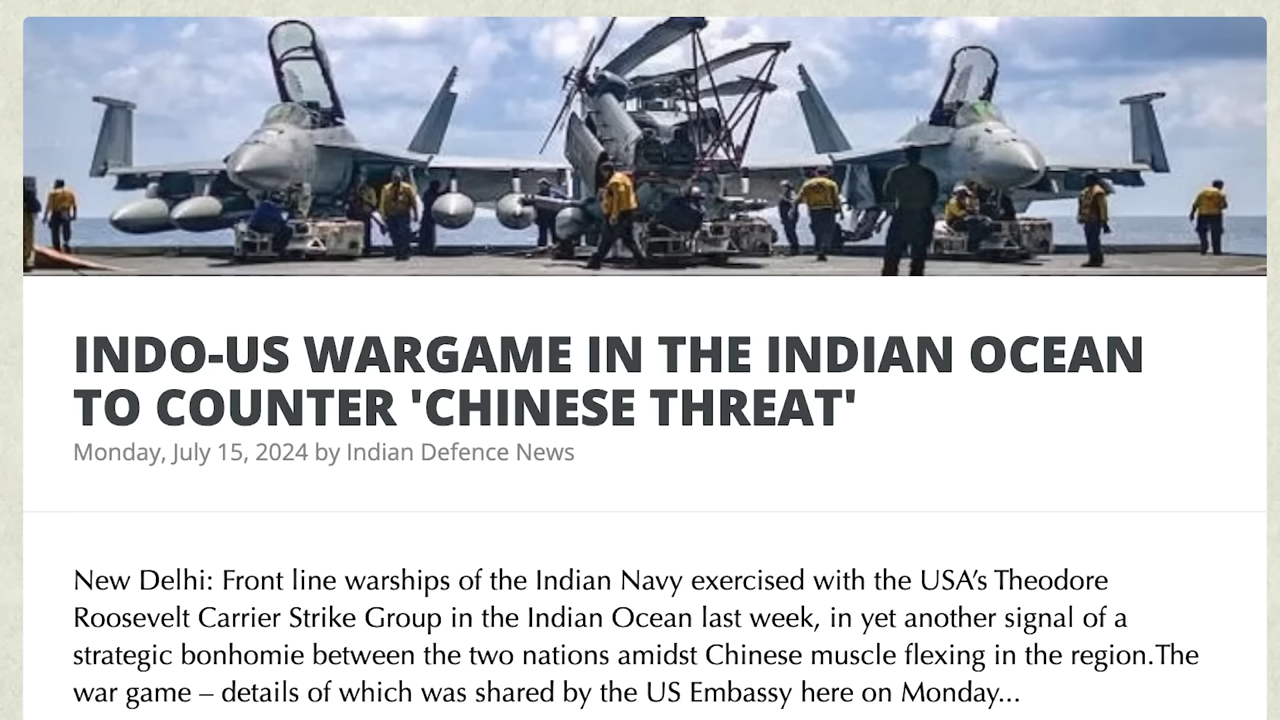 INDO-US WARGAME IN THE INDIAN OCEAN
TO COUNTER 'CHINESE THREAT'
Monday, July 15, 2024 by Indian Defence News
New Delhi: Front line warships of the Indian Navy exercised with the USA’s Theodore
Roosevelt Carrier Strike Group in the Indian Ocean last week, in yet another signal of a
strategic bonhomie between the two nations amidst Chinese muscle flexing in the region.The
war game – details of which was shared by the US Embassy here on Monday...